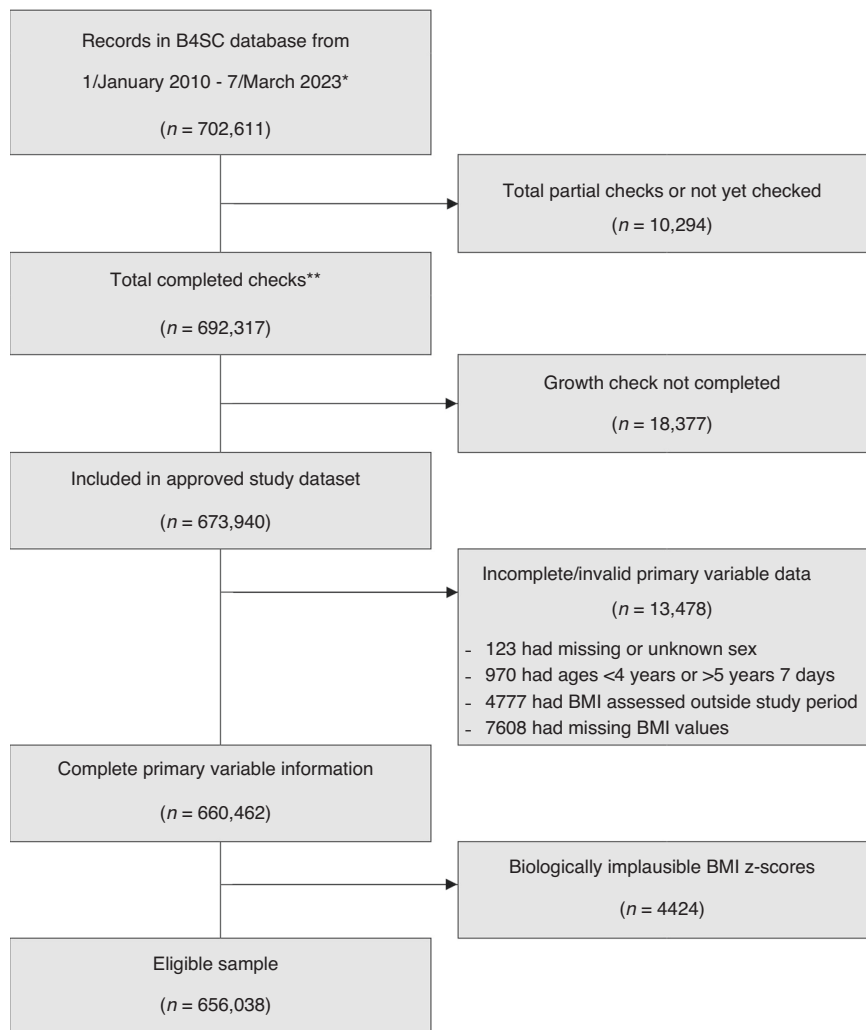 Records in B4SC database from
1/January 2010 - 7/March 2023*
(n = 702,611)
Total partial checks or not yet checked
(n = 10,294)
Total completed checks**
(n = 692,317)
Growth check not completed
(n = 18,377)
Included in approved study dataset
(n = 673,940)
Incomplete/invalid primary variable data
(n = 13,478)
- 123 had missing or unknown sex
- 970 had ages <4 years or >5 years 7 days
- 4777 had BMI assessed outside study period
- 7608 had missing BMI values
Complete primary variable information
(n = 660,462)
Biologically implausible BMI z-scores
(n = 4424)
Eligible sample
(n = 656,038)